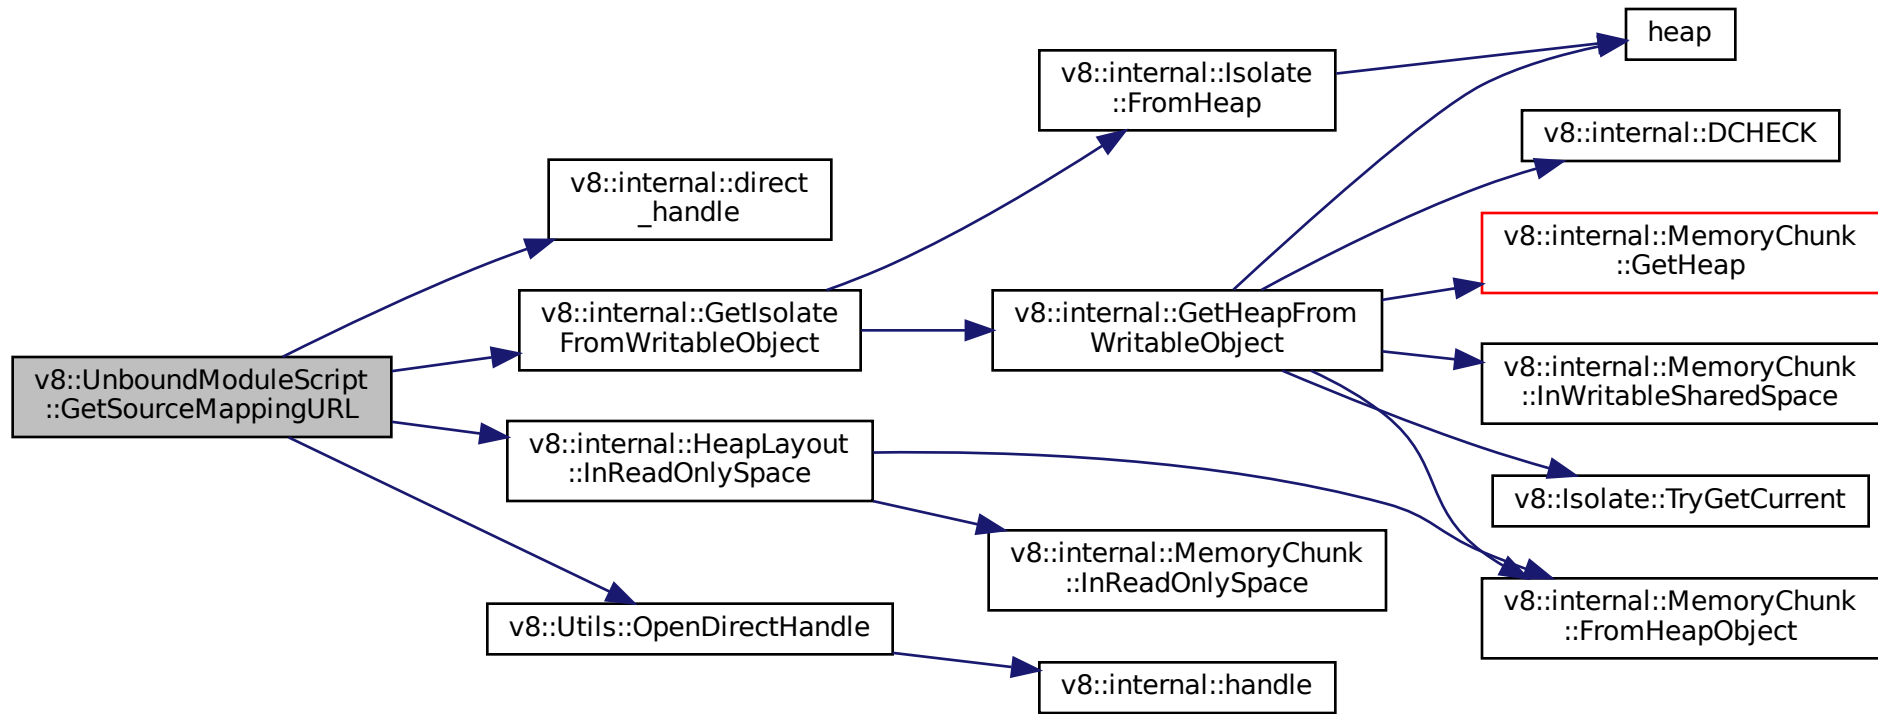 v8::UnboundModuleScript
::GetSourceMappingURL
v8::internal::direct
_handle
v8::internal::GetIsolate
FromWritableObject
v8::internal::HeapLayout
::InReadOnlySpace
v8::Utils::OpenDirectHandle
v8::internal::Isolate
::FromHeap
v8::internal::GetHeapFrom
WritableObject
v8::internal::MemoryChunk
::InReadOnlySpace
v8::internal::handle
heap
v8::internal::DCHECK
v8::internal::MemoryChunk
::GetHeap
v8::internal::MemoryChunk
::InWritableSharedSpace
v8::Isolate::TryGetCurrent
v8::internal::MemoryChunk
::FromHeapObject